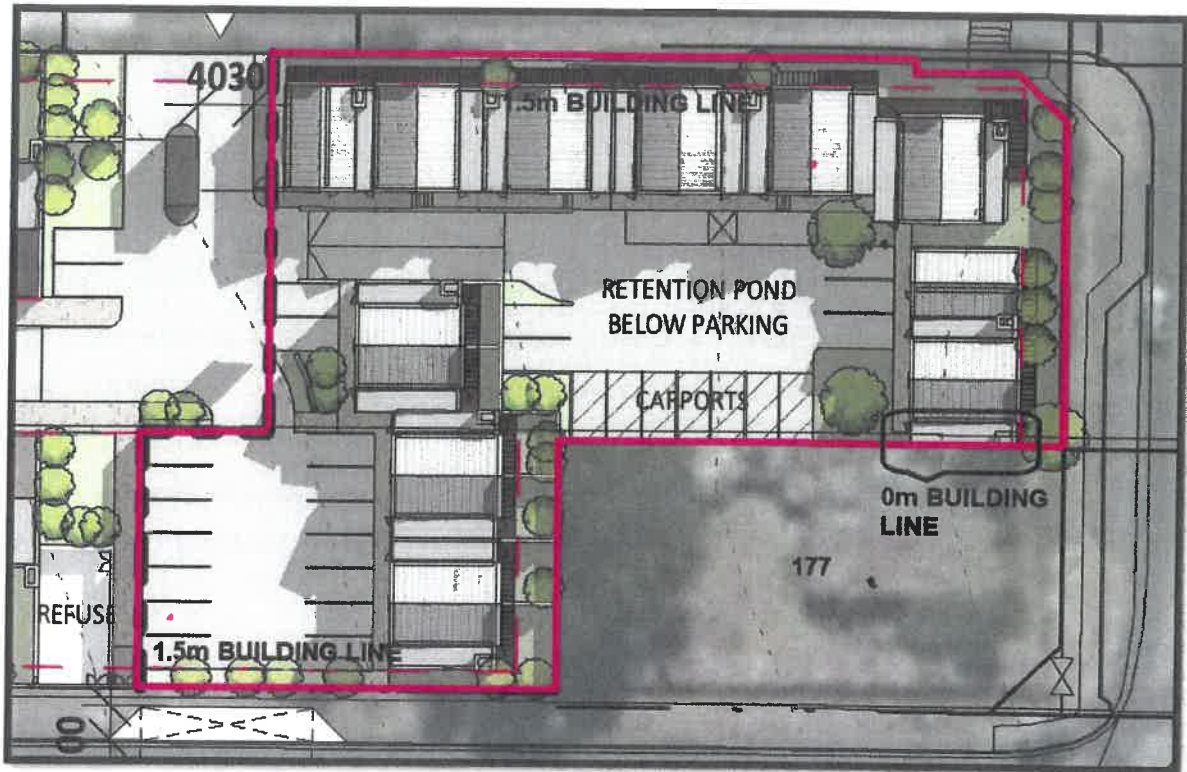 4030
1.5m BUILDING LINE
RETENTION POND
BELOW PARKING
CARPORTS
0m BUILDING
LINE
177
REFUSE
1.5m BUILDING LINE
00